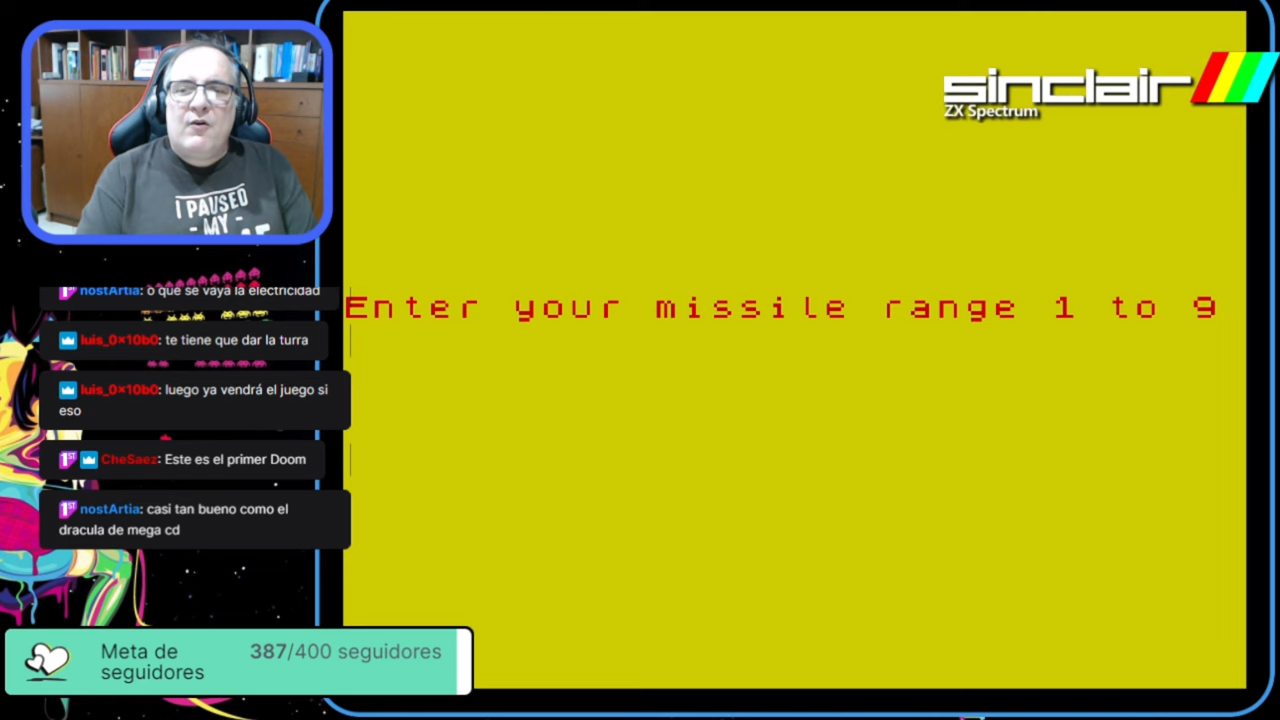 sinclair
ZX Spectrum
I PAUSED
- MY -
nostArtia: o que se vaya la electricidad
Enter your missile range 1 to 9
luis_0x10b0: te tiene que dar la turra
luis_0x10b0: luego ya vendrá el juego si
eso
1ST CheSaez: Este es el primer Doom
1ST nostArtia: casi tan bueno como el
dracula de mega cd
Meta de
seguidores
387/400 seguidores